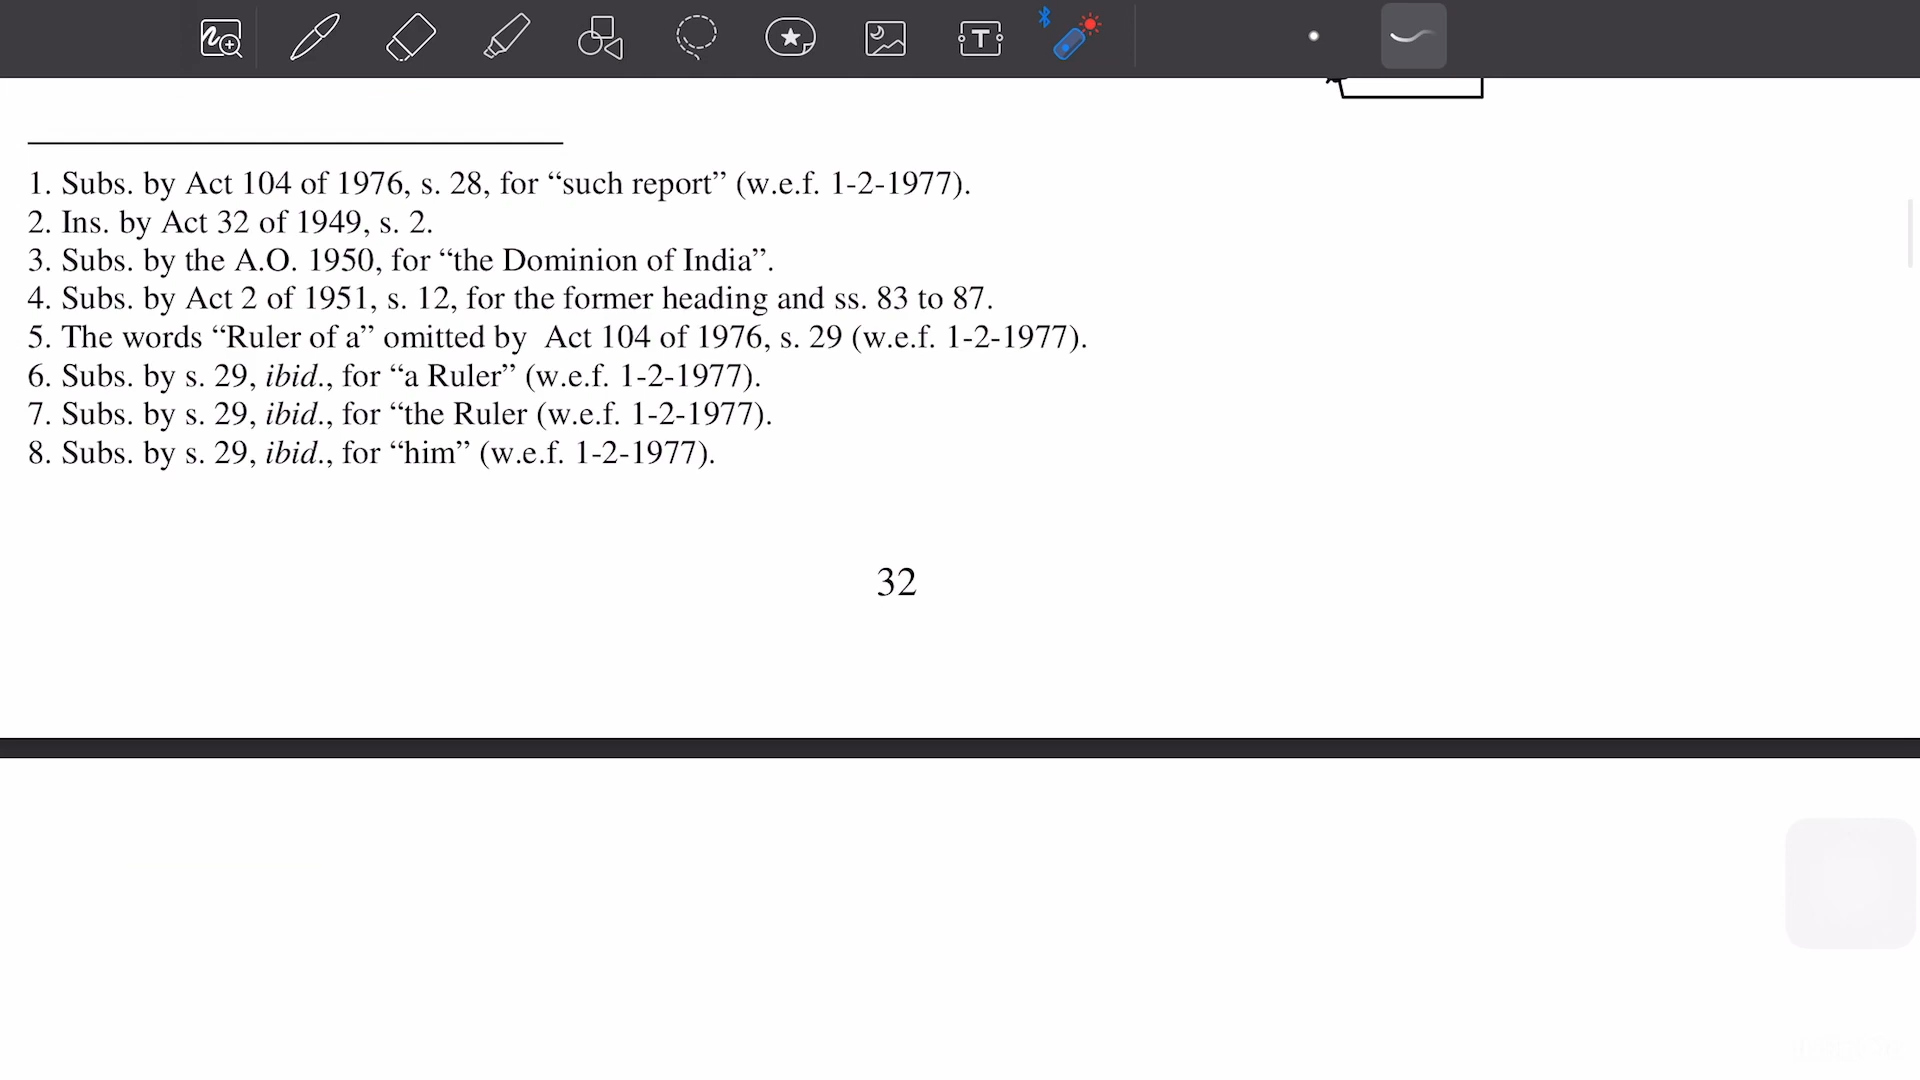 1. Subs. by Act 104 of 1976, s. 28, for “such report” (w.e.f. 1-2-1977).
2. Ins. by Act 32 of 1949, s. 2.
3. Subs. by the A.O. 1950, for “the Dominion of India”.
4. Subs. by Act 2 of 1951, s. 12, for the former heading and ss. 83 to 87.
5. The words “Ruler of a” omitted by  Act 104 of 1976, s. 29 (w.e.f. 1-2-1977).
6. Subs. by s. 29, ibid., for “a Ruler” (w.e.f. 1-2-1977).
7. Subs. by s. 29, ibid., for “the Ruler (w.e.f. 1-2-1977).
8. Subs. by s. 29, ibid., for “him” (w.e.f. 1-2-1977).
32